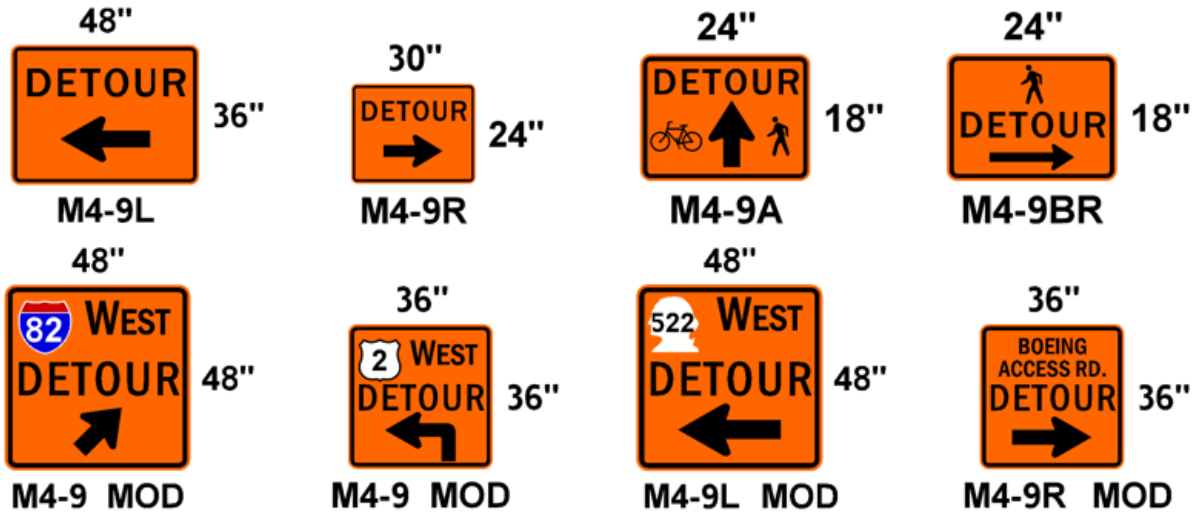 48"
DETOUR
36"
M4-9L
30"
DETOUR
24"
M4-9R
24"
DETOUR
18"
M4-9A
24"
DETOUR
18"
M4-9BR
48"
82 WEST
DETOUR
48"
M4-9 MOD
36"
2 WEST
DETOUR
36"
M4-9 MOD
48"
522 WEST
DETOUR
48"
M4-9L MOD
36"
BOEING
ACCESS RD.
DETOUR
36"
M4-9R MOD